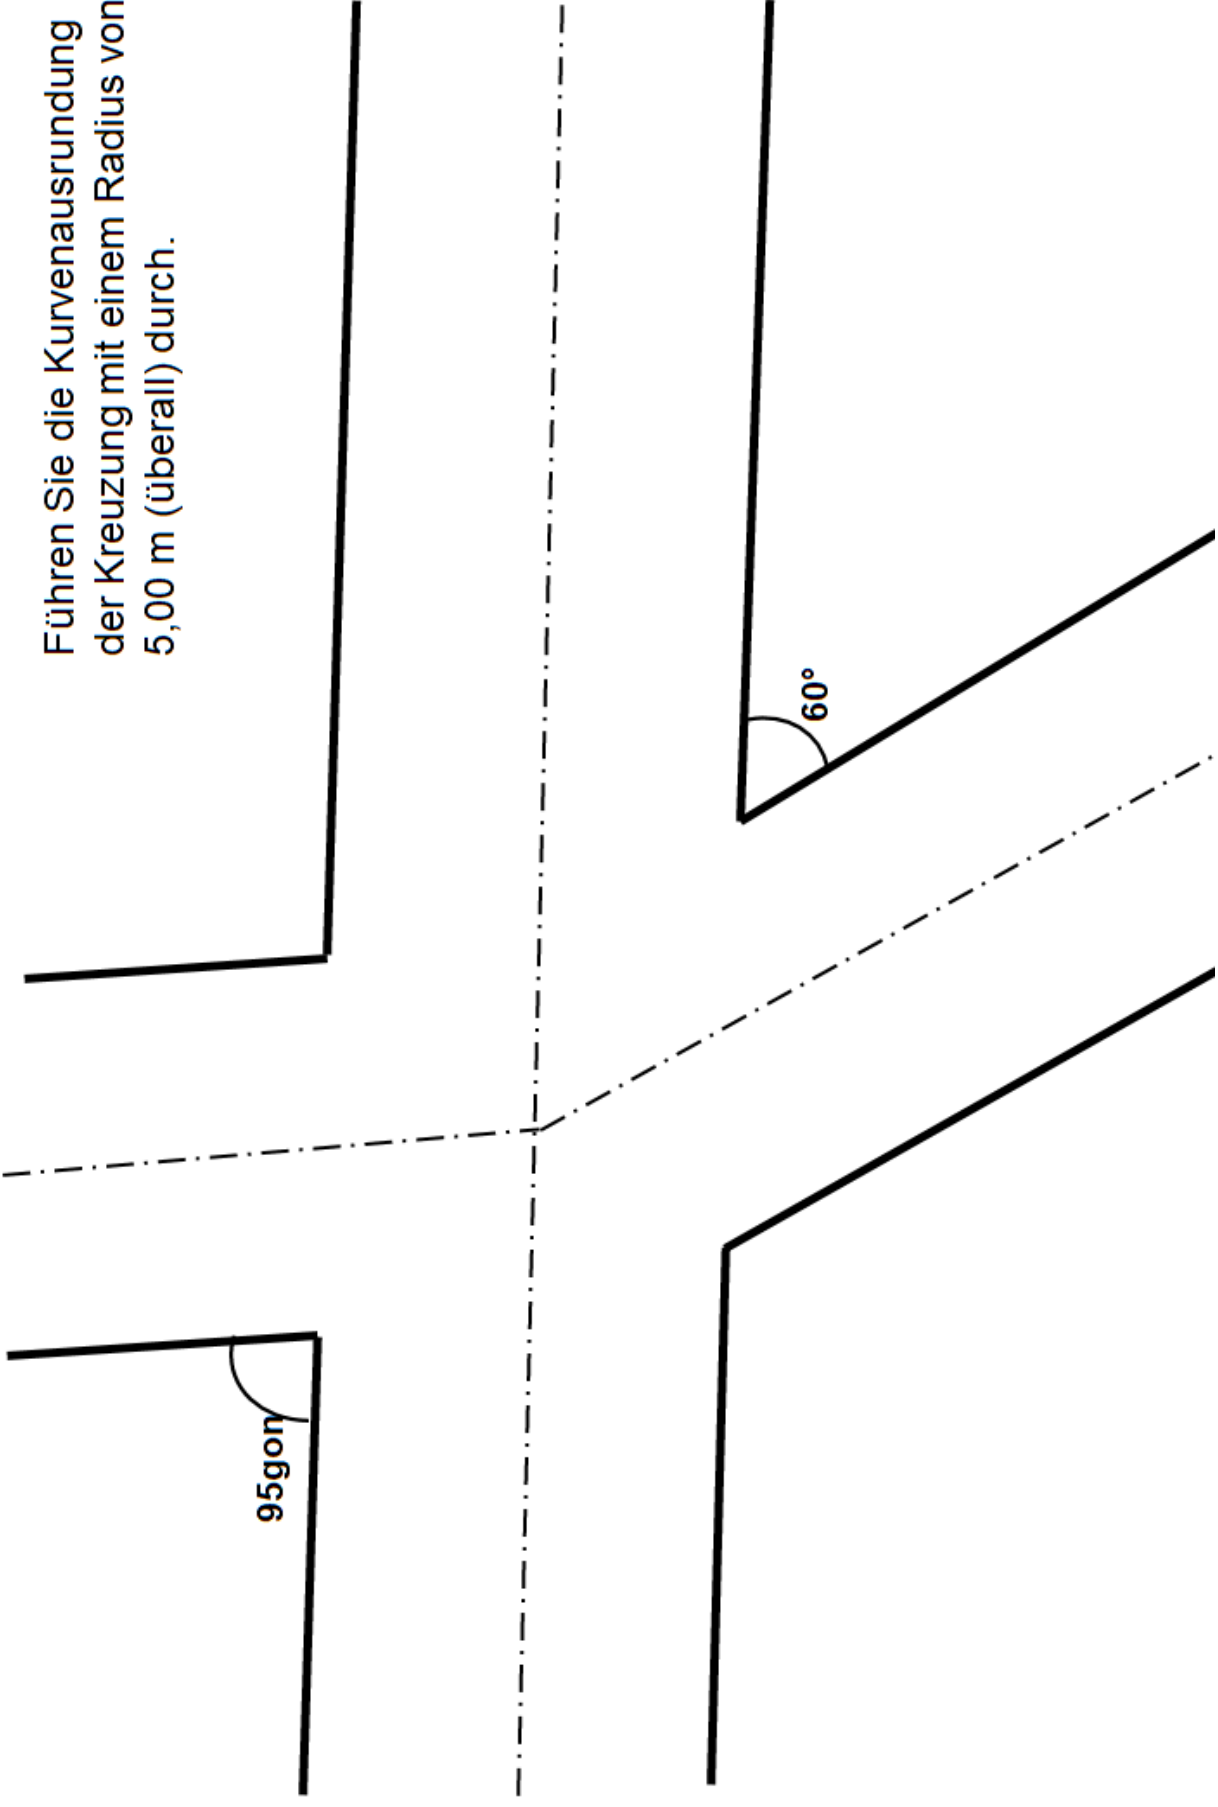 Führen Sie die Kurvenausrundung
der Kreuzung mit einem Radius von
5,00 m (überall) durch.
60°
95gon